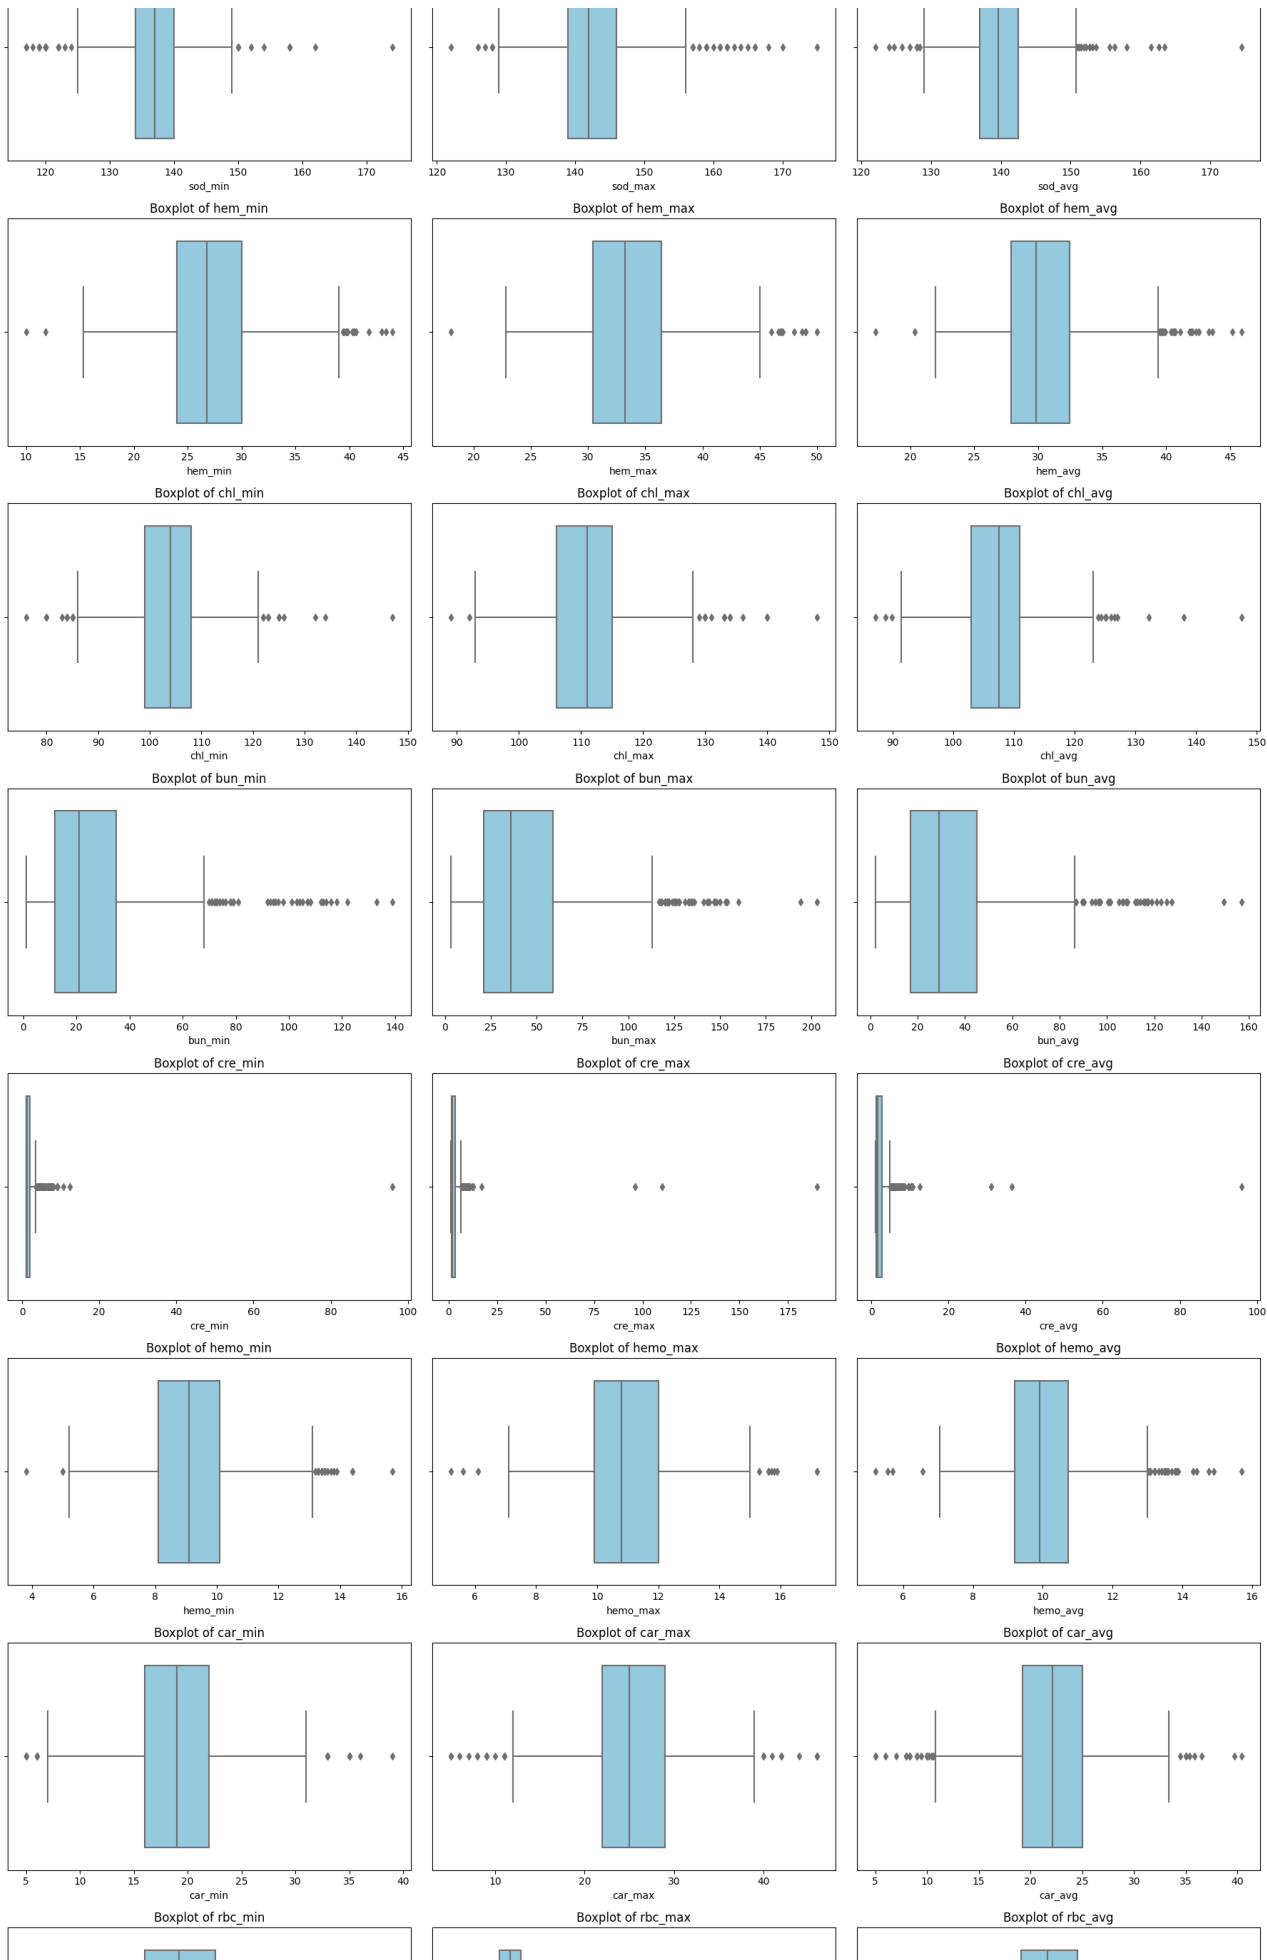 120 130 140 150 160 170 120 130 140 150 160 170 120 130 140 150 160 170
sod_min sod_max sod_avg
Boxplot of hem_min Boxplot of hem_max Boxplot of hem_avg
10 15 20 25 30 35 40 45 20 25 30 35 40 45 50 20 25 30 35 40 45
hem_min hem_max hem_avg
Boxplot of chl_min Boxplot of chl_max Boxplot of chl_avg
80 90 100 110 120 130 140 150 90 100 110 120 130 140 150 90 100 110 120 130 140 150
chl_min chl_max chl_avg
Boxplot of bun_min Boxplot of bun_max Boxplot of bun_avg
0 20 40 60 80 100 120 140 0 25 50 75 100 125 150 175 200 0 20 40 60 80 100 120 140 160
bun_min bun_max bun_avg
Boxplot of cre_min Boxplot of cre_max Boxplot of cre_avg
0 20 40 60 80 100 0 25 50 75 100 125 150 175 0 20 40 60 80 100
cre_min cre_max cre_avg
Boxplot of hemo_min Boxplot of hemo_max Boxplot of hemo_avg
4 6 8 10 12 14 16 6 8 10 12 14 16 6 8 10 12 14 16
hemo_min hemo_max hemo_avg
Boxplot of car_min Boxplot of car_max Boxplot of car_avg
5 10 15 20 25 30 35 40 10 20 30 40 5 10 15 20 25 30 35 40
car_min car_max car_avg
Boxplot of rbc_min Boxplot of rbc_max Boxplot of rbc_avg